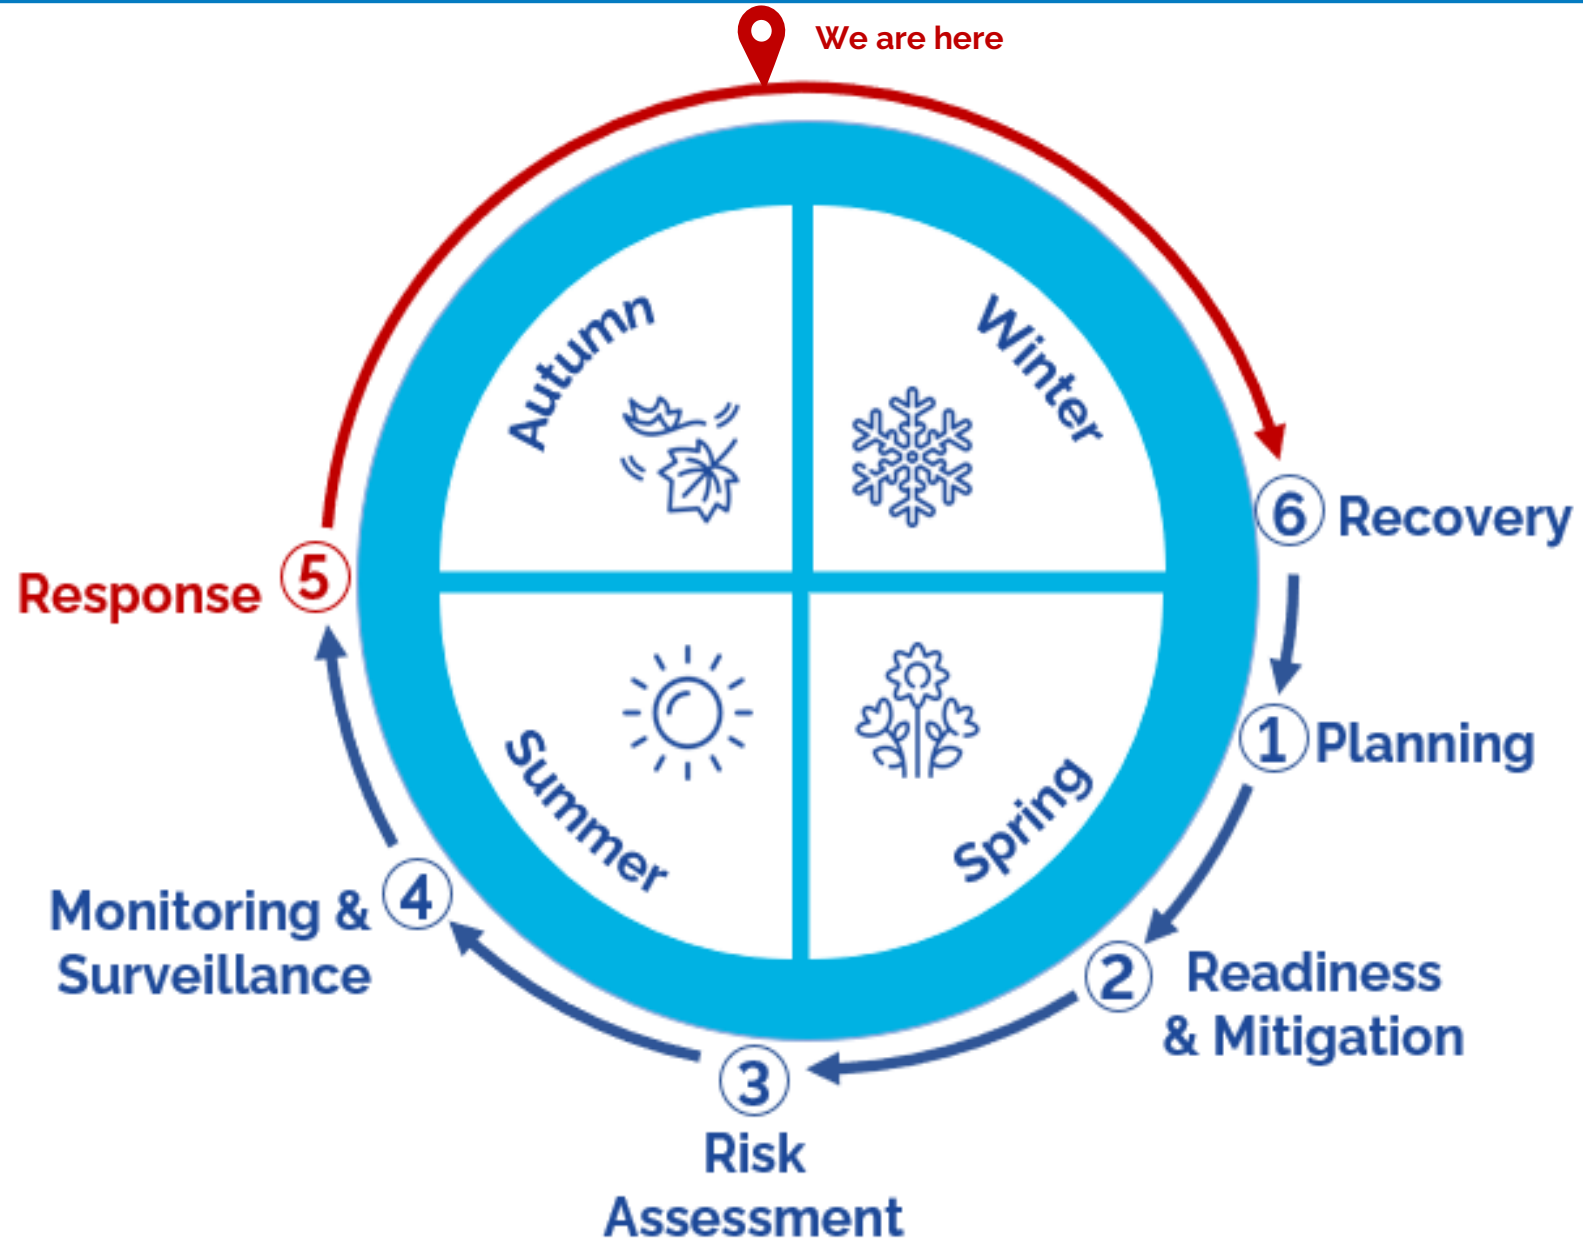 We are here
Autumn
Winter
6 Recovery
Response 5
Summer
Spring
1 Planning
Monitoring & 4
Surveillance
2 Readiness
& Mitigation
3
Risk
Assessment